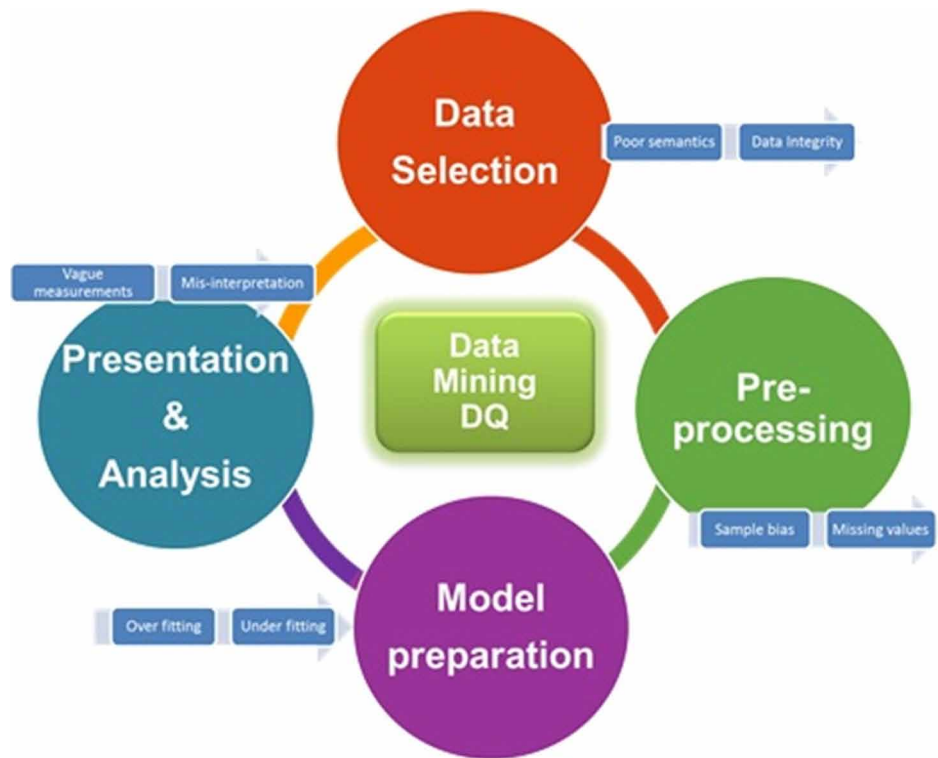 Data
Selection
Poor semantics
Data Integrity
Vague
measurements
Mis-interpretation
Presentation
&
Analysis
Data
Mining
DQ
Pre-
processing
Sample bias
Missing values
Model
preparation
Over fitting
Under fitting